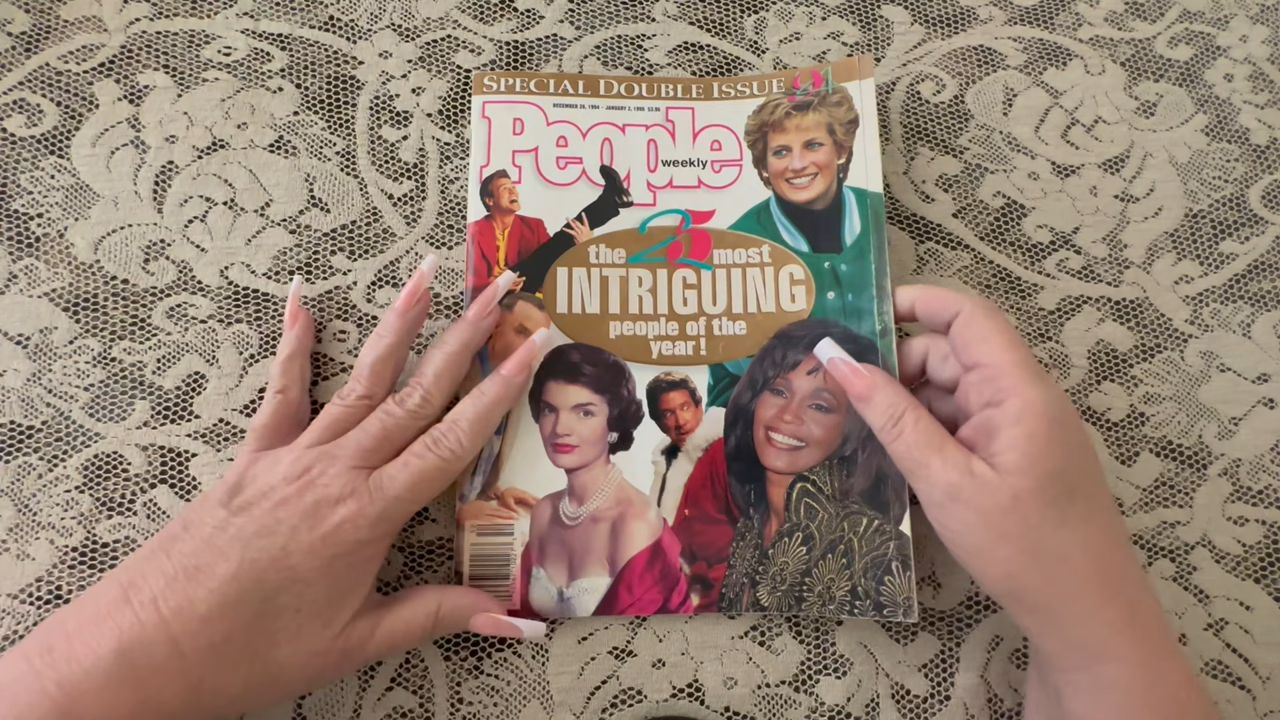 SPECIAL DOUBLE ISSUE 94
DECEMBER 26, 1994 - JANUARY 2, 1995 $3.95
People
weekly
the 25 most
INTRIGUING
people of the
year!